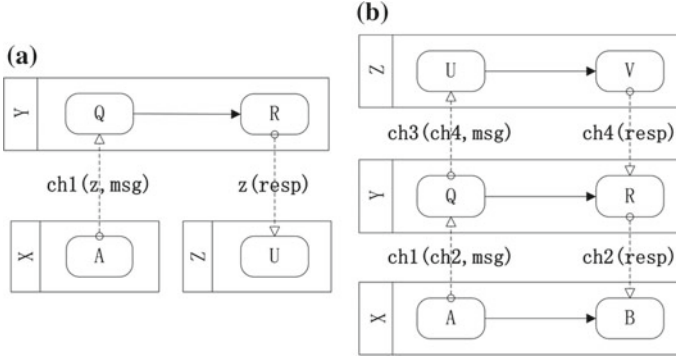 (a)
Y
Q
R
ch1(z,msg)
z(resp)
X
A
Z
U
(b)
Z
U
V
ch3(ch4,msg)
ch4(resp)
Y
Q
R
ch1(ch2,msg)
ch2(resp)
X
A
B